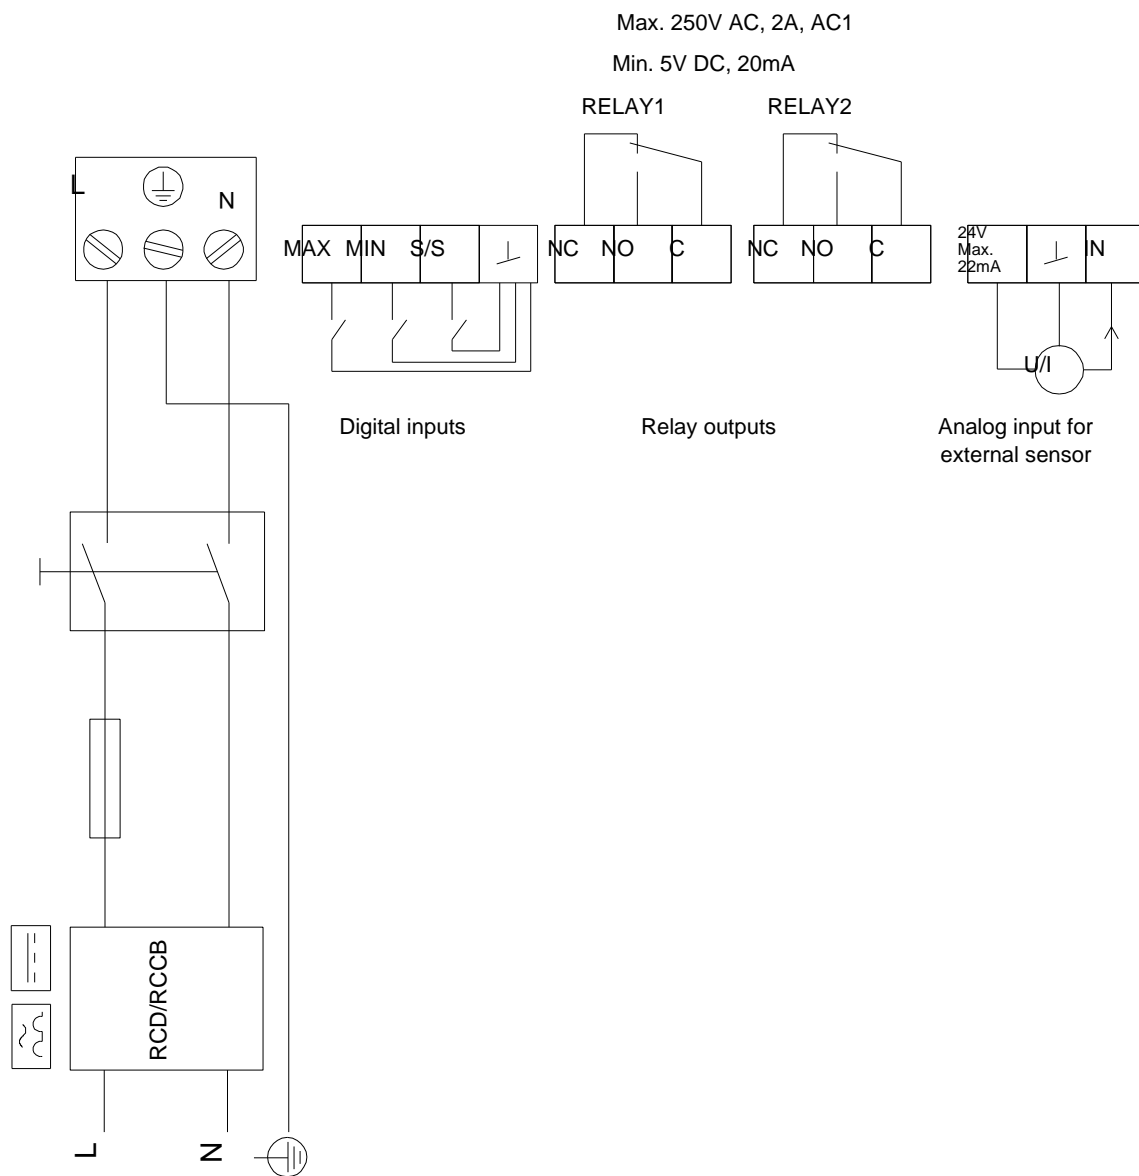 Max. 250V AC, 2A, AC1
Min. 5V DC, 20mA
RELAY1
RELAY2
L
N
MAX
MIN
S/S
NC
NO
C
NC
NO
C
24V
Max.
22mA
IN
U/I
Digital inputs
Relay outputs
Analog input for
external sensor
RCD/RCCB
L
N